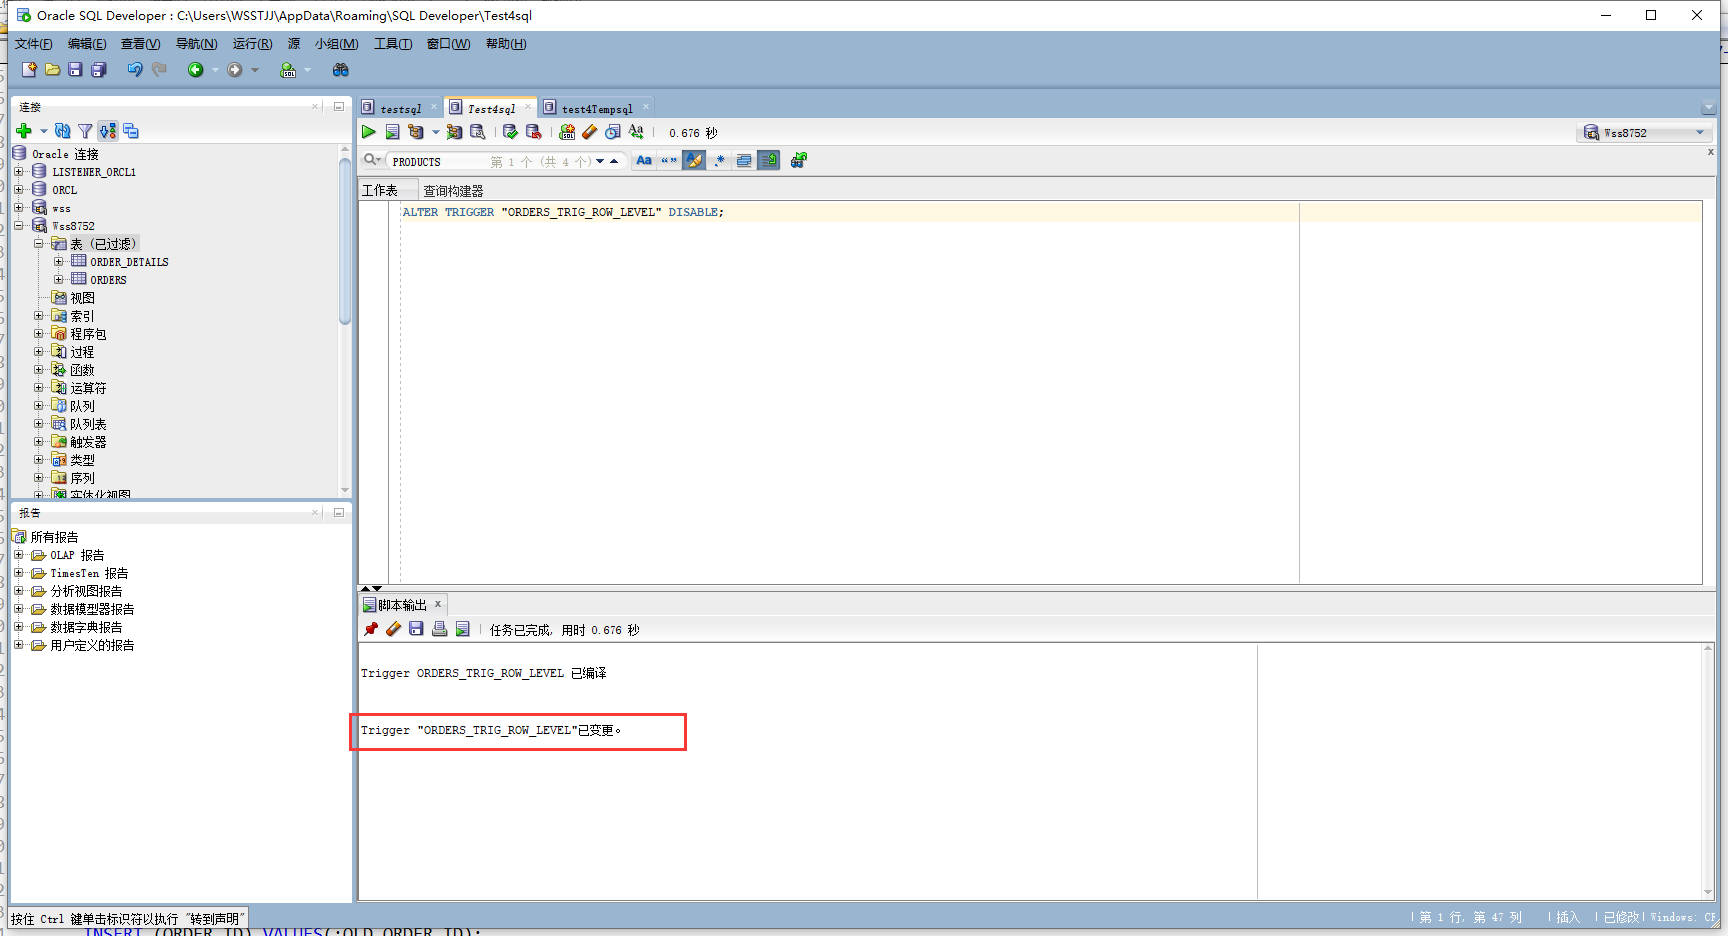 Oracle SQL Developer : C:\Users\WSSTJJ\AppData\Roaming\SQL Developer\Test4sql
文件(F) 编辑(E) 查看(V) 导航(N) 运行(R) 源 小组(M) 工具(T) 窗口(W) 帮助(H)
连接
Oracle 连接
LISTENER_ORCL1
ORCL
wss
Wss8752
表 (已过滤)
ORDER_DETAILS
ORDERS
视图
索引
程序包
过程
函数
运算符
队列
队列表
触发器
类型
序列
实体化视图
报告
所有报告
OLAP 报告
TimesTen 报告
分析视图报告
数据模型器报告
数据字典报告
用户定义的报告
testsql Test4sql test4Tempsql
0.676 秒 Wss8752
PRODUCTS 第 1 个 (共 4 个) Aa “” .*
工作表 查询构建器
ALTER TRIGGER "ORDERS_TRIG_ROW_LEVEL" DISABLE;
脚本输出 x
任务已完成, 用时 0.676 秒
Trigger ORDERS_TRIG_ROW_LEVEL 已编译
Trigger "ORDERS_TRIG_ROW_LEVEL"已变更。
按住 Ctrl 键单击标识符以执行 "转到声明"
第 1 行, 第 47 列 插入 已修改 Windows: CF
INSERT (ORDER_ID) VALUES(:OLD.ORDER_ID);